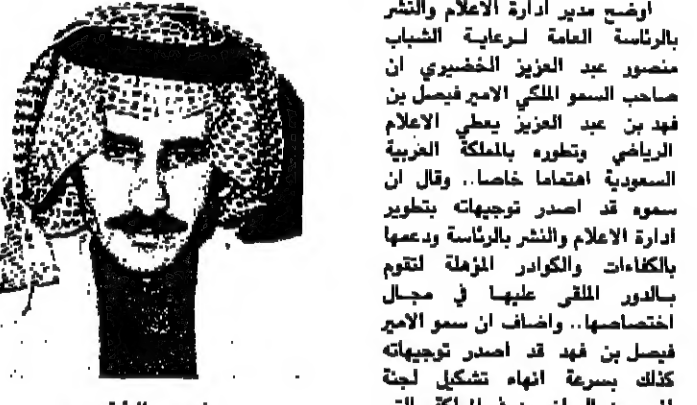 اوضح مدير ادارة الاعلام والنشر
بالرئاسة العامة لرعاية الشباب
منصور عبد العزيز الخضيري ان
صاحب السمو الملكي الامير فيصل بن
فهد بن عبد العزيز يعطي الاعلام
الرياضي وتطوره بالمملكة العربية
السعودية اهتماما خاصا.. وقال ان
سموه قد اصدر توجيهاته بتطوير
ادارة الاعلام والنشر بالرئاسة ودعمها
بالكفاءات والكوادر المؤهلة لتقوم
بالدور الملقى عليها في مجال
اختصاصها.. واضاف ان سمو الامير
فيصل بن فهد قد اصدر توجيهاته
كذلك بسرعة انهاء تشكيل لجنة